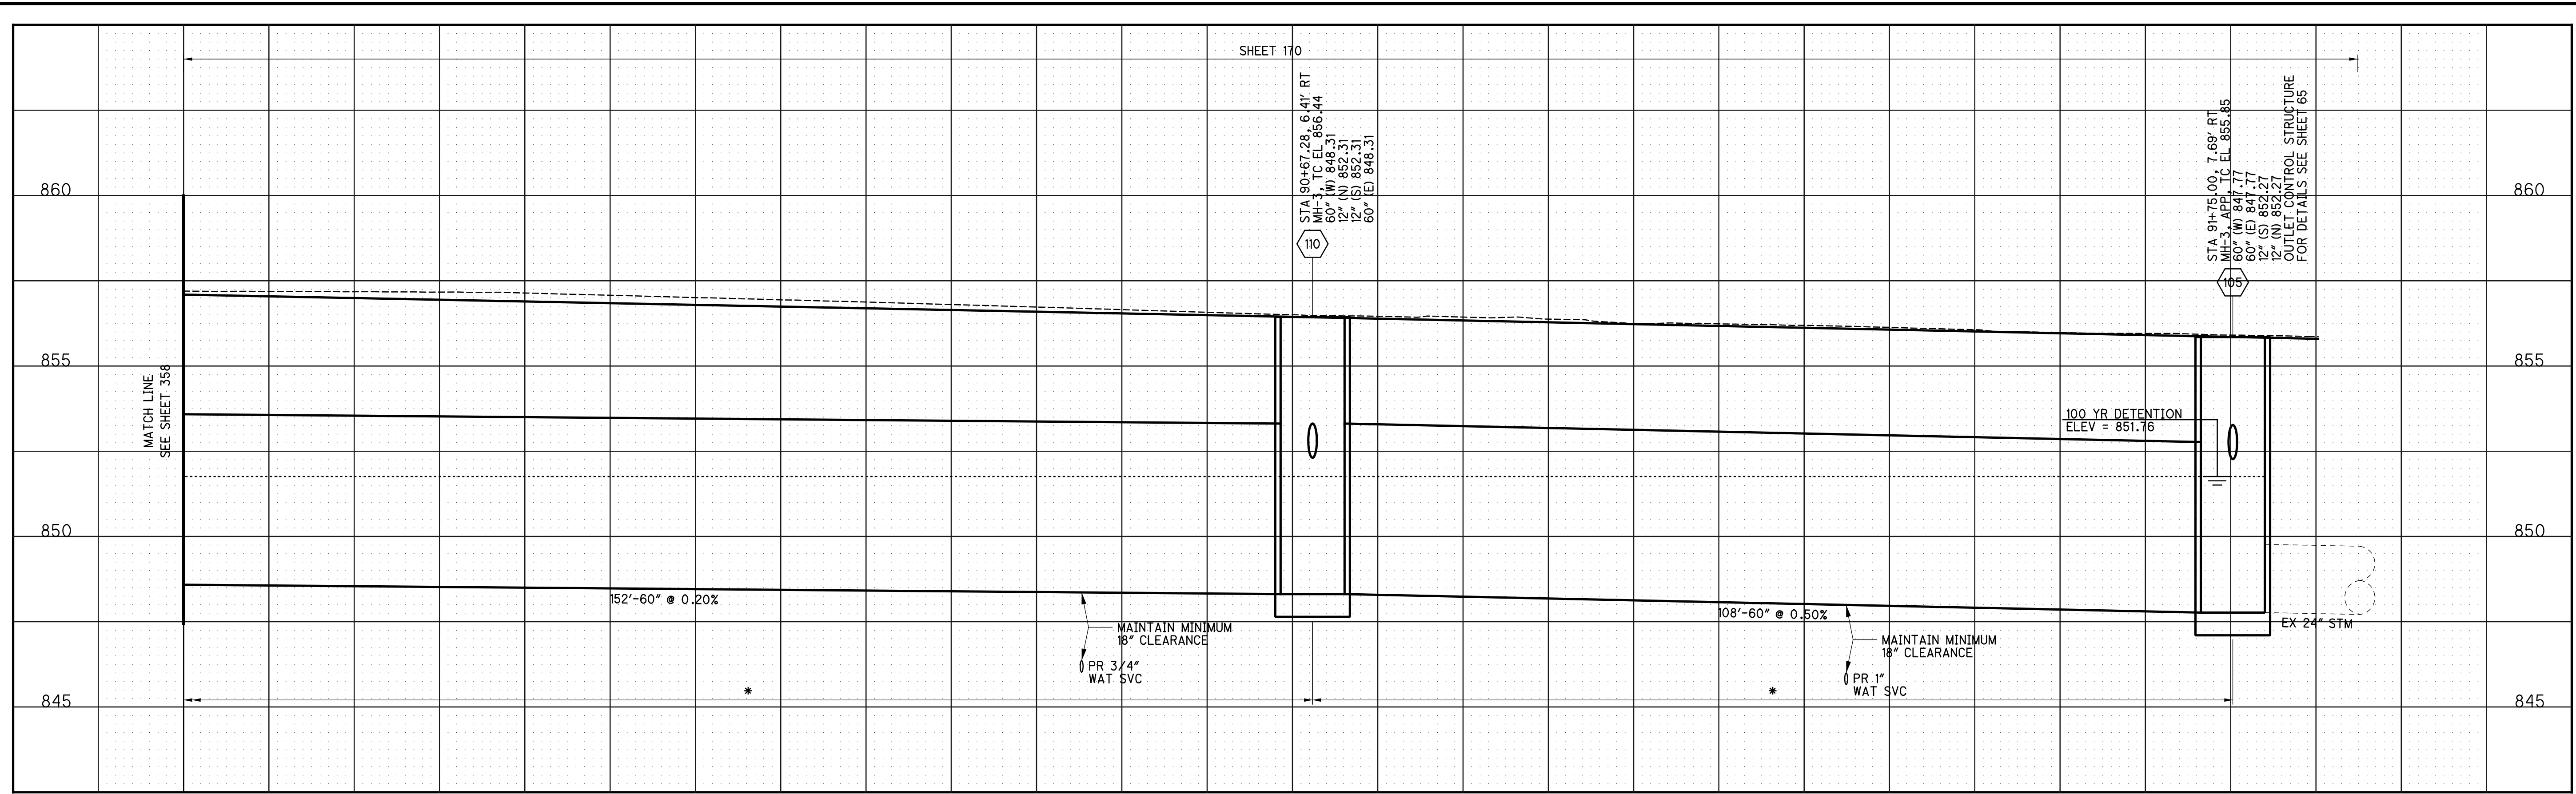 SHEET 170
STA 90+67.28, 6.41' RT
MH-3, TC EL 856.44
60" (W) 848.31
12" (N) 852.31
12" (S) 852.31
60" (E) 848.31
110
STA 91+75.00, 7.69' RT
MH-3, APP, TC EL 855.85
60" (W) 847.77
60" (E) 847.77
12" (S) 852.27
12" (N) 852.27
OUTLET CONTROL STRUCTURE
FOR DETAILS SEE SHEET 65
105
860
860
855
855
MATCH LINE
SEE SHEET 358
100 YR DETENTION
ELEV = 851.76
850
850
152'-60" @ 0.20%
108'-60" @ 0.50%
EX 24" STM
MAINTAIN MINIMUM
18" CLEARANCE
PR 3/4"
WAT SVC
MAINTAIN MINIMUM
18" CLEARANCE
PR 1"
WAT SVC
*
*
845
845